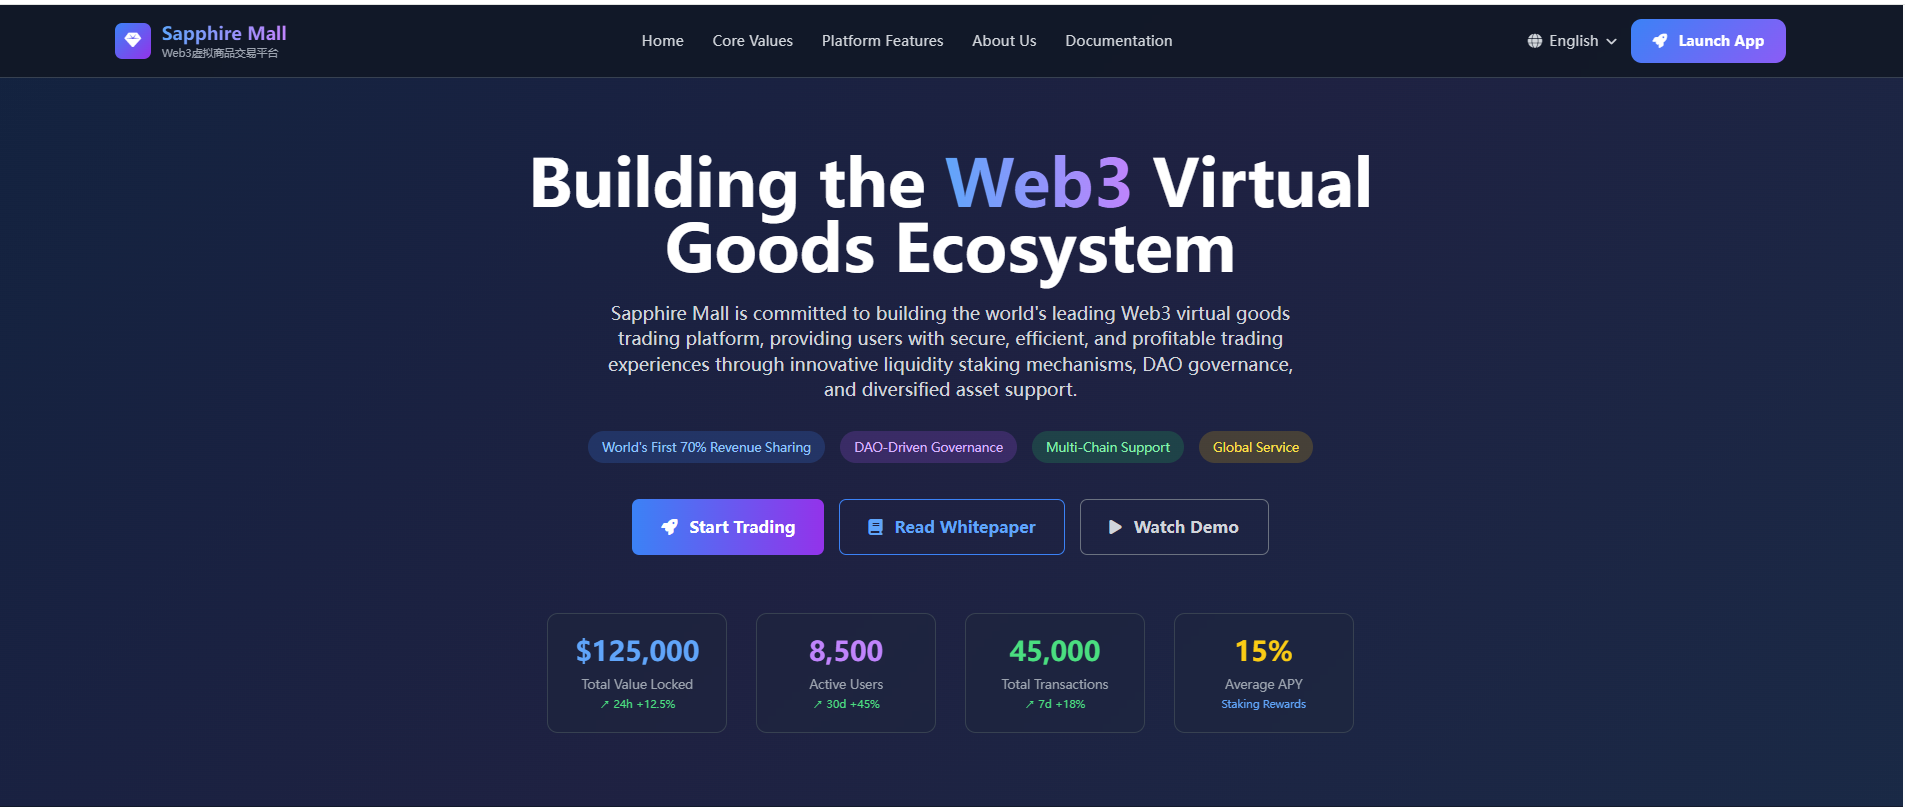 Sapphire Mall
Web3虚拟商品交易平台
Home
Core Values
Platform Features
About Us
Documentation
English
Launch App
Building the Web3 Virtual
Goods Ecosystem
Sapphire Mall is committed to building the world's leading Web3 virtual goods
trading platform, providing users with secure, efficient, and profitable trading
experiences through innovative liquidity staking mechanisms, DAO governance,
and diversified asset support.
World's First 70% Revenue Sharing
DAO-Driven Governance
Multi-Chain Support
Global Service
Start Trading
Read Whitepaper
Watch Demo
$125,000
Total Value Locked
↗ 24h +12.5%
8,500
Active Users
↗ 30d +45%
45,000
Total Transactions
↗ 7d +18%
15%
Average APY
Staking Rewards